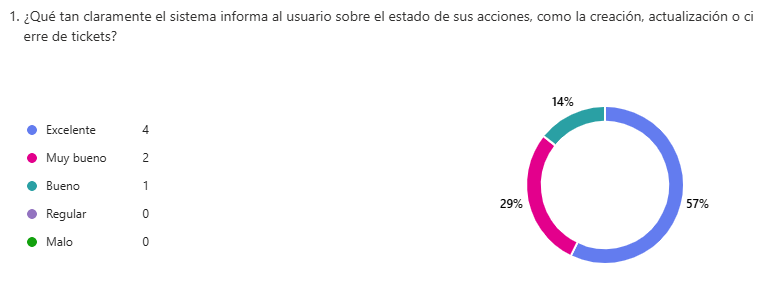 1. ¿Qué tan claramente el sistema informa al usuario sobre el estado de sus acciones, como la creación, actualización o ci
erre de tickets?
14%
Excelente 4
Muy bueno 2
Bueno 1
29%
57%
Regular 0
Malo 0